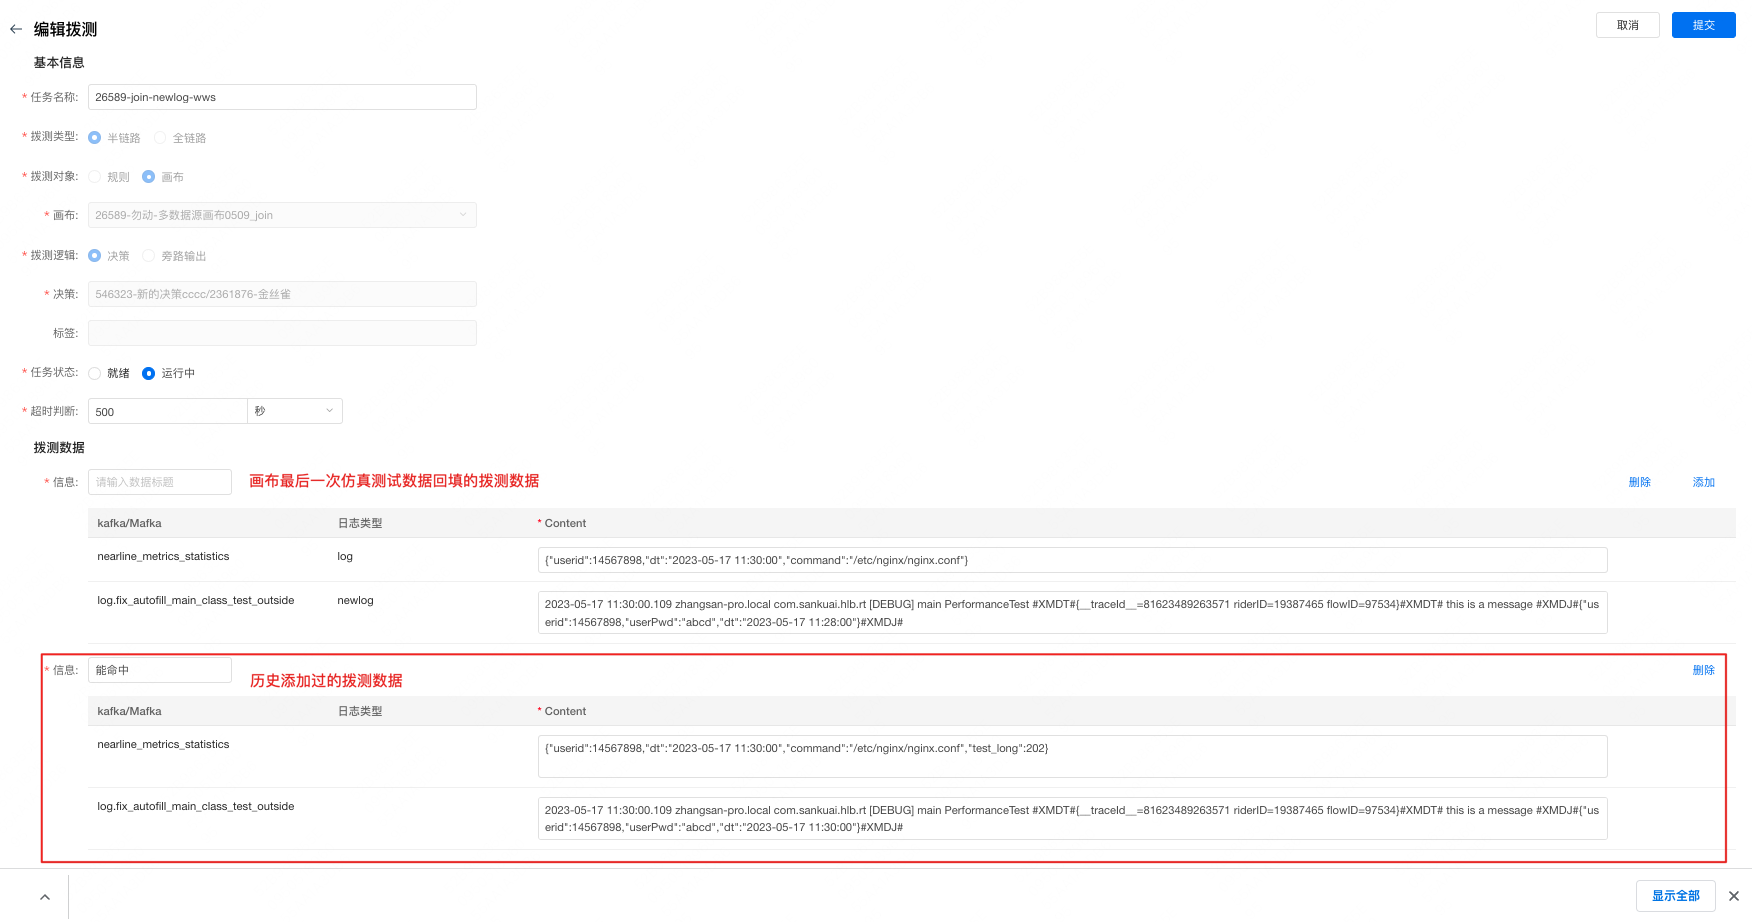 编辑拨测
取消
提交
基本信息
* 任务名称: 26589-join-newlog-wws
* 拨测类型: 半链路 全链路
* 拨测对象: 规则 画布
* 画布: 26589-勿动-多数据源画布0509_join
* 拨测逻辑: 决策 旁路输出
* 决策: 546323-新的决策cccc/2361876-金丝雀
标签:
* 任务状态: 就绪 运行中
* 超时判断: 500 秒
拨测数据
* 信息: 请输入数据标题 画布最后一次仿真测试数据回填的拨测数据 删除 添加
kafka/Mafka 日志类型 * Content
nearline_metrics_statistics log {"userid":14567898,"dt":"2023-05-17 11:30:00","command":"/etc/nginx/nginx.conf"}
log.fix_autofill_main_class_test_outside newlog 2023-05-17 11:30:00.109 zhangsan-pro.local com.sankuai.hlb.rt [DEBUG] main PerformanceTest #XMDT#{__traceId__=81623489263571 riderID=19387465 flowID=97534}#XMDT# this is a message #XMDJ#{"us
erid":14567898,"userPwd":"abcd","dt":"2023-05-17 11:28:00"}#XMDJ#
* 信息: 能命中 历史添加过的拨测数据 删除
kafka/Mafka 日志类型 * Content
nearline_metrics_statistics {"userid":14567898,"dt":"2023-05-17 11:30:00","command":"/etc/nginx/nginx.conf","test_long":202}
log.fix_autofill_main_class_test_outside 2023-05-17 11:30:00.109 zhangsan-pro.local com.sankuai.hlb.rt [DEBUG] main PerformanceTest #XMDT#{__traceId__=81623489263571 riderID=19387465 flowID=97534}#XMDT# this is a message #XMDJ#{"us
erid":14567898,"userPwd":"abcd","dt":"2023-05-17 11:30:00"}#XMDJ#
显示全部